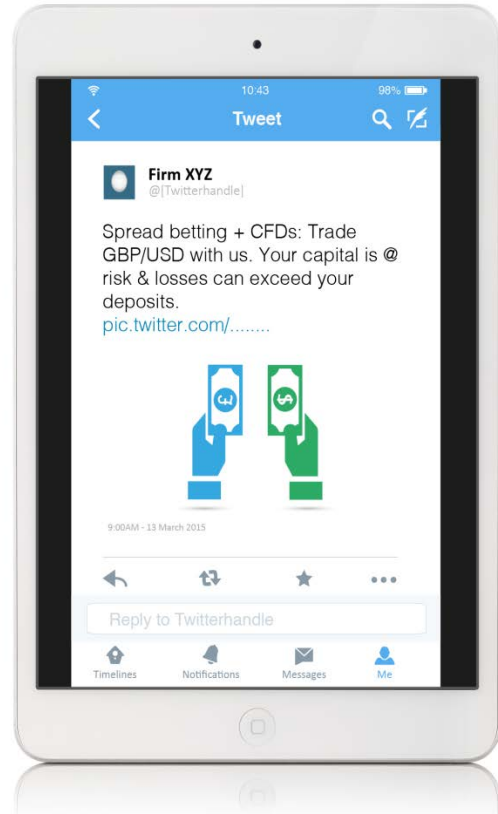 10:43 98%
Tweet
Firm XYZ
@[Twitterhandle]
Spread betting + CFDs: Trade
GBP/USD with us. Your capital is @
risk & losses can exceed your
deposits.
pic.twitter.com/........
£ $
9:00AM - 13 March 2015
Reply to Twitterhandle
Timelines Notifications Messages Me